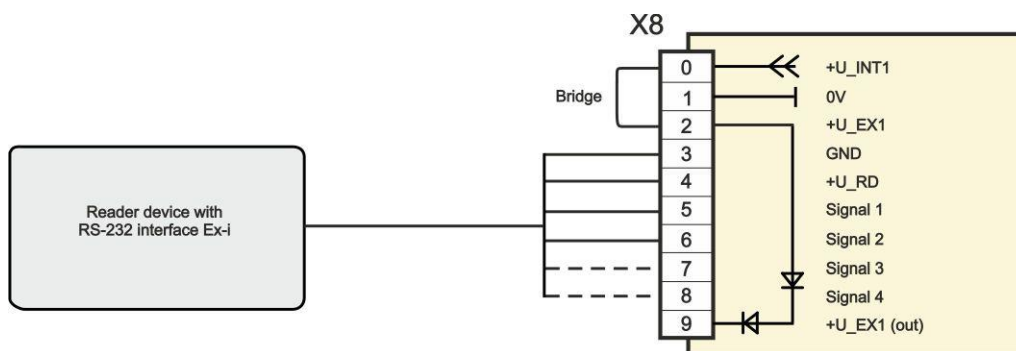 X8
Bridge
Reader device with
RS-232 interface Ex-i
0 +U_INT1
1 0V
2 +U_EX1
3 GND
4 +U_RD
5 Signal 1
6 Signal 2
7 Signal 3
8 Signal 4
9 +U_EX1 (out)